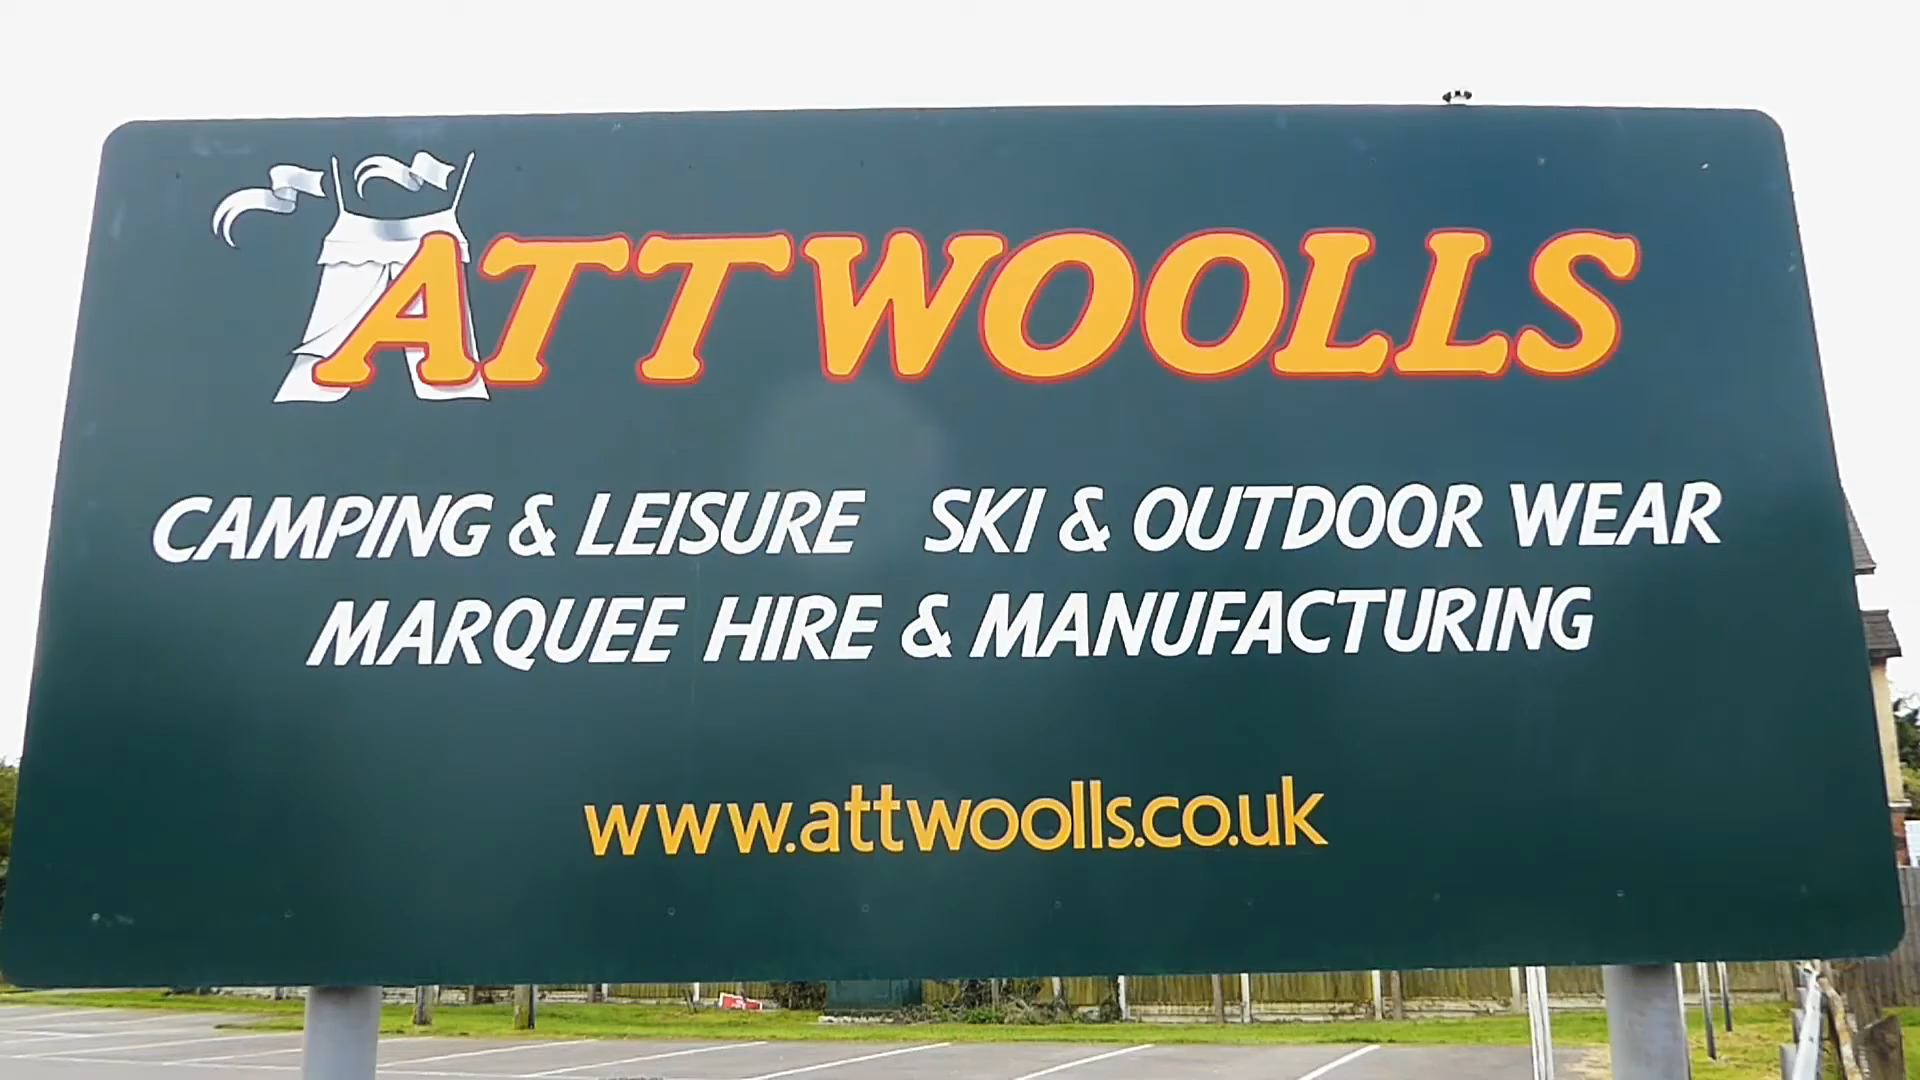 ATTWOOLLS
CAMPING & LEISURE SKI & OUTDOOR WEAR
MARQUEE HIRE & MANUFACTURING
www.attwoolls.co.uk